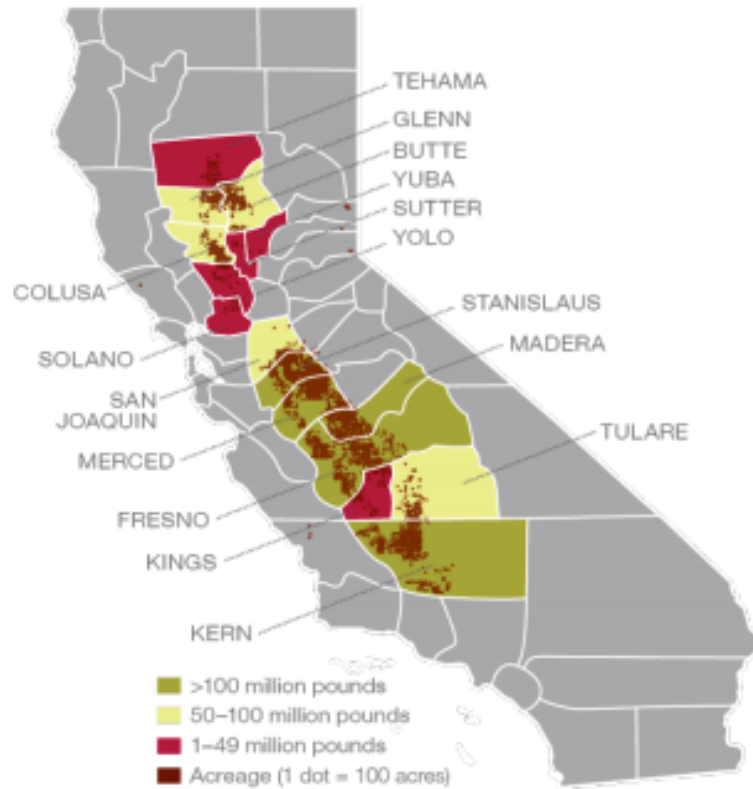 TEHAMA
GLENN
BUTTE
YUBA
SUTTER
YOLO
COLUSA
STANISLAUS
SOLANO
MADERA
SAN
JOAQUIN
TULARE
MERCED
FRESNO
KINGS
KERN
>100 million pounds
50–100 million pounds
1–49 million pounds
Acreage (1 dot = 100 acres)